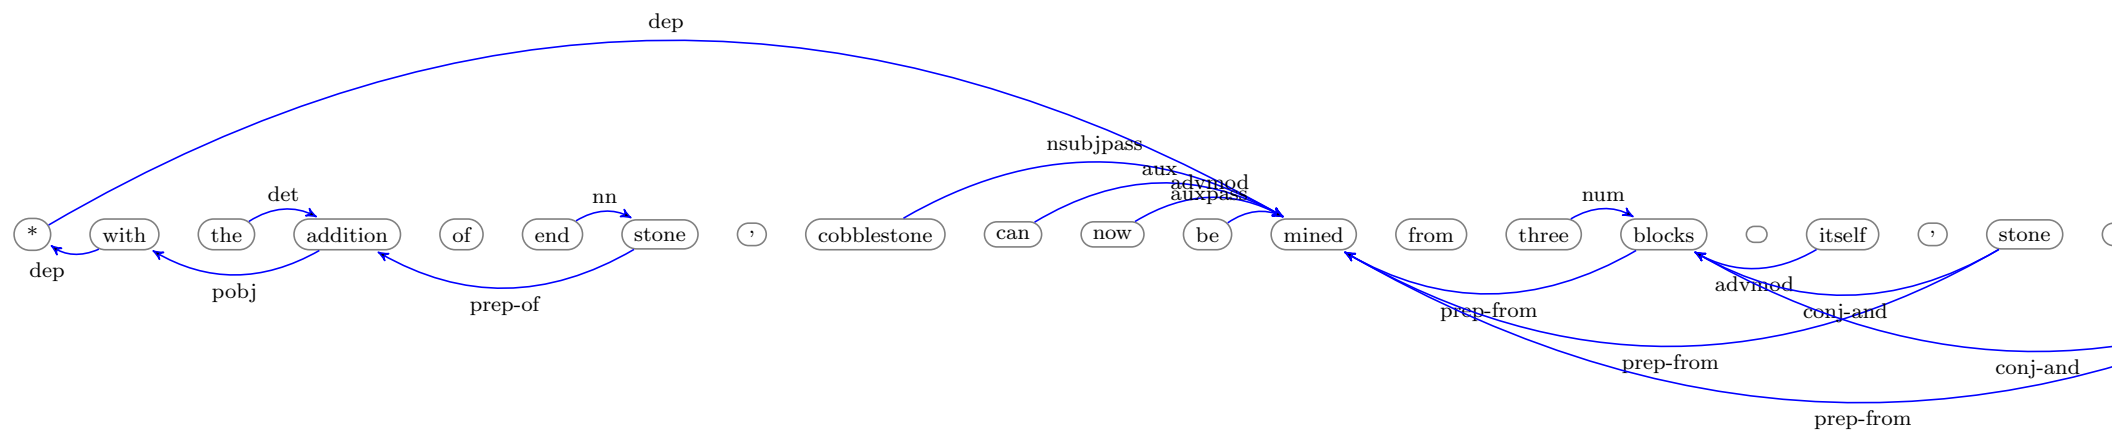 dep
nsubjpass
aux
advmod
auxpass
det
nn
num
* with the addition of end stone , cobblestone can now be mined from three blocks itself , stone
dep
pobj
prep-of
advmod
prep-from
conj-and
prep-from
conj-and
prep-from